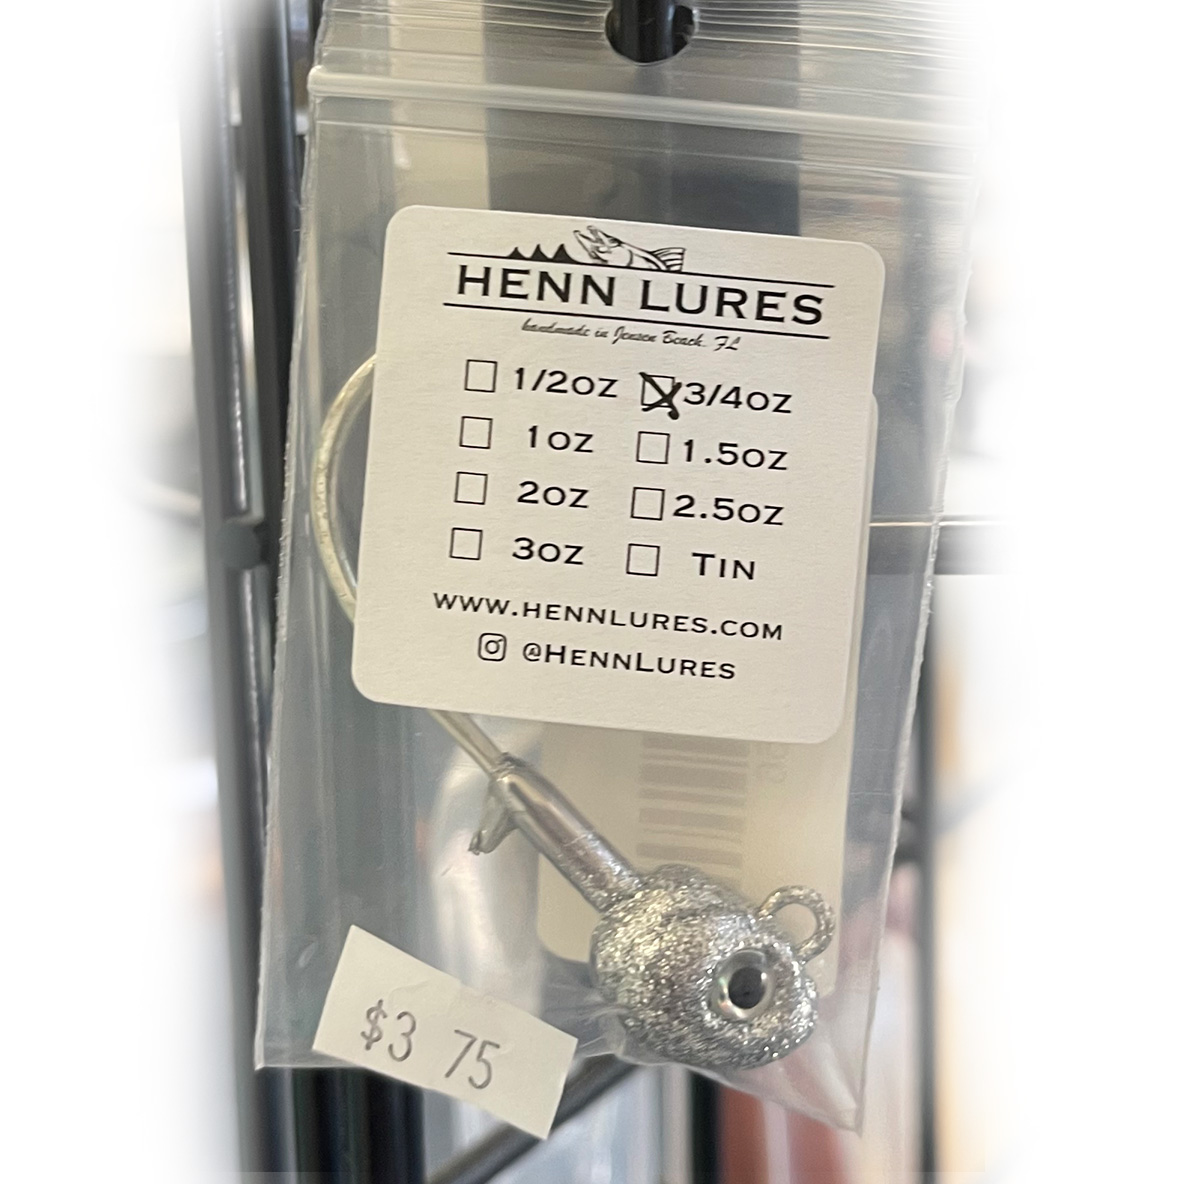 HENN LURES
handmade in Jensen Beach, FL
1/2oz 3/4oz
1oz 1.5oz
2oz 2.5oz
3oz Tin
www.hennlures.com
@HennLures
$3 75